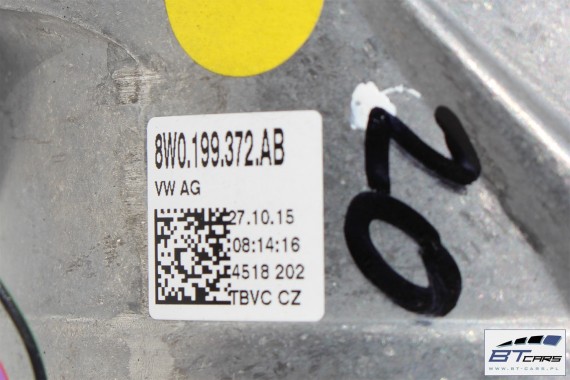 8W0.199.372.AB
VW AG
27.10.15
08:14:16
4518 202
TBVC CZ
20
BTCARS
WWW.BT-CARS.PL